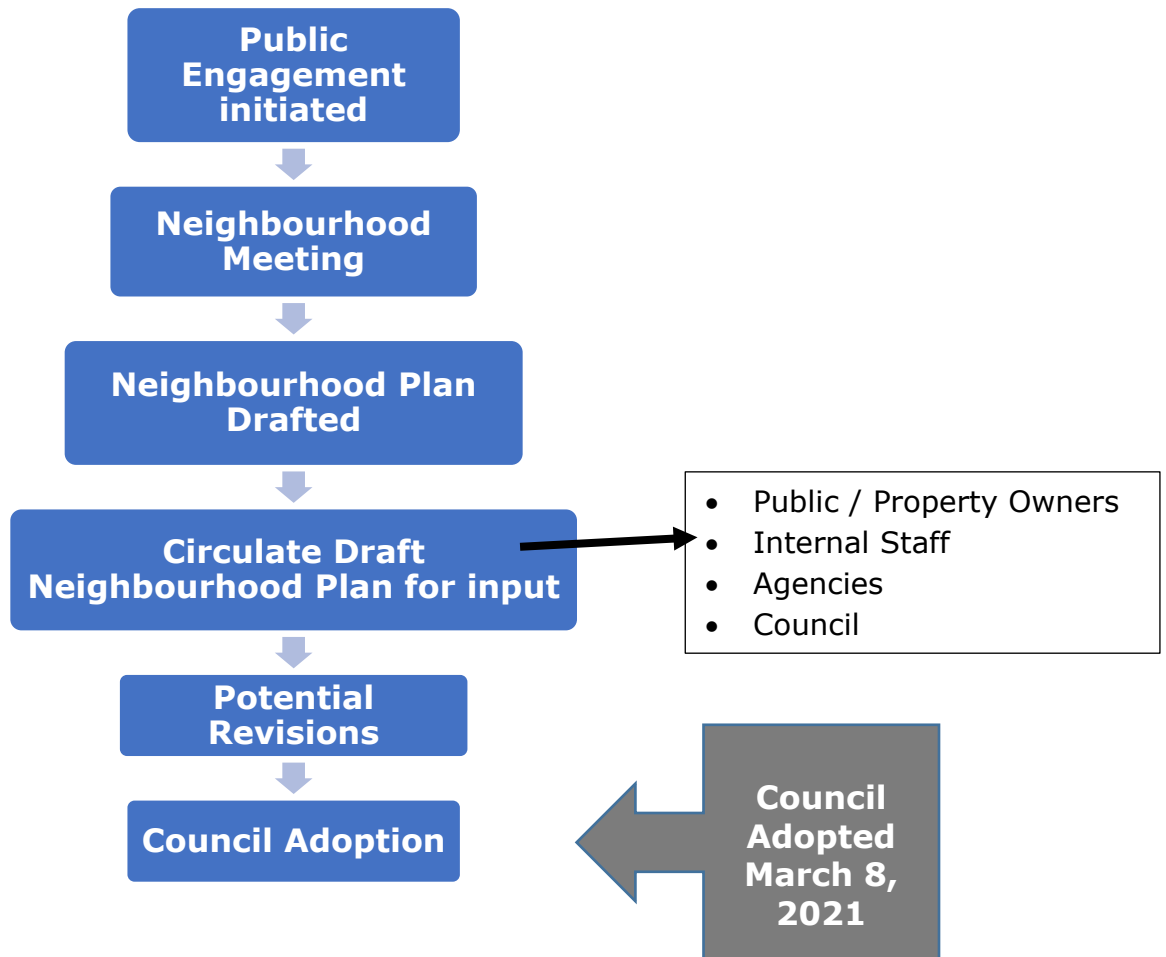 Public
Engagement
initiated
Neighbourhood
Meeting
Neighbourhood Plan
Drafted
Circulate Draft
Neighbourhood Plan for input
• Public / Property Owners
• Internal Staff
• Agencies
• Council
Potential
Revisions
Council Adoption
Council
Adopted
March 8,
2021